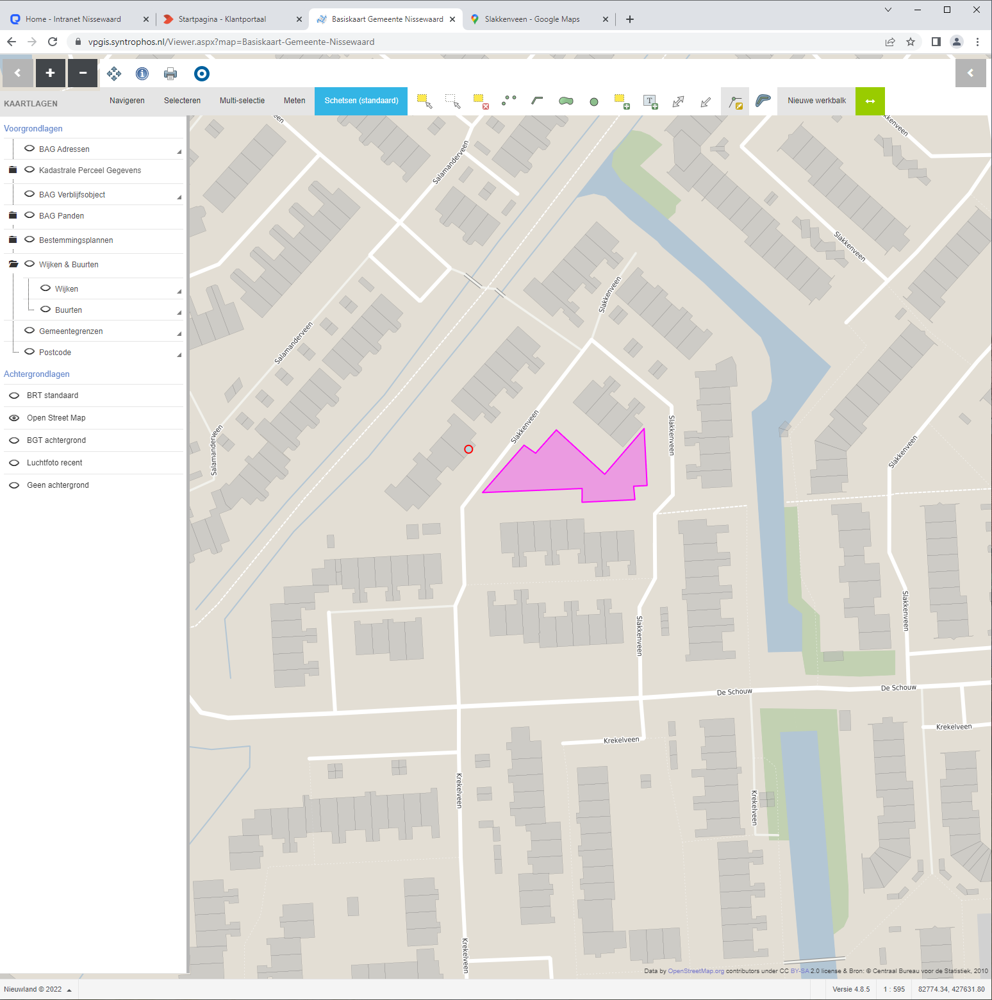 Home - Intranet Nissewaard
Startpagina - Klantportaal
Basiskaart Gemeente Nissewaard
Slakkenveen - Google Maps
vpgis.syntrophos.nl/Viewer.aspx?map=Basiskaart-Gemeente-Nissewaard
KAARTLAGEN
Navigeren
Selecteren
Multi-selectie
Meten
Schetsen (standaard)
Nieuwe werkbalk
Voorgrondlagen
BAG Adressen
Kadastrale Perceel Gegevens
BAG Verblijfsobject
BAG Panden
Bestemmingsplannen
Wijken & Buurten
Wijken
Buurten
Gemeentegrenzen
Postcode
Achtergrondlagen
BRT standaard
Open Street Map
BGT achtergrond
Luchtfoto recent
Geen achtergrond
Salamanderveen
Slakkenveen
Slakkenveen
Salamanderveen
Slakkenveen
Slakkenveen
Salamanderveen
Slakkenveen
Slakkenveen
Slakkenveen
Slakkenveen
De Schouw
De Schouw
Krekelveen
Krekelveen
Krekelveen
Krekelveen
Krekelveen
Data by OpenStreetMap.org contributors under CC BY-SA 2.0 license & Bron: © Centraal Bureau voor de Statistiek, 2010
Nieuwland © 2022
Versie 4.8.5
1 : 595
82774.34, 427631.80